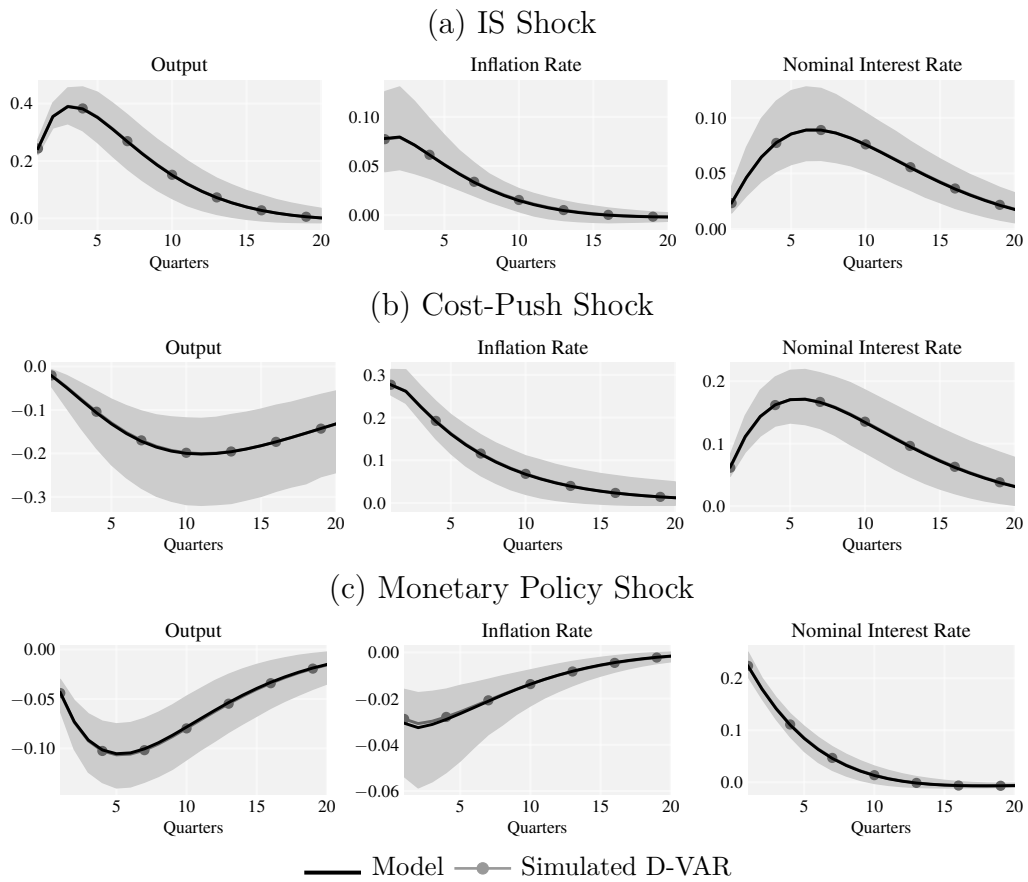 (a) IS Shock
Output
Inflation Rate
Nominal Interest Rate
0.4
0.2
0.0
5
10
15
20
Quarters
0.10
0.05
0.00
5
10
15
20
Quarters
0.10
0.05
0.00
5
10
15
20
Quarters
(b) Cost-Push Shock
Output
Inflation Rate
Nominal Interest Rate
0.0
−0.1
−0.2
−0.3
5
10
15
20
Quarters
0.3
0.2
0.1
0.0
5
10
15
20
Quarters
0.2
0.1
0.0
5
10
15
20
Quarters
(c) Monetary Policy Shock
Output
Inflation Rate
Nominal Interest Rate
0.00
−0.05
−0.10
5
10
15
20
Quarters
0.00
−0.02
−0.04
−0.06
5
10
15
20
Quarters
0.2
0.1
0.0
5
10
15
20
Quarters
Model
Simulated D-VAR